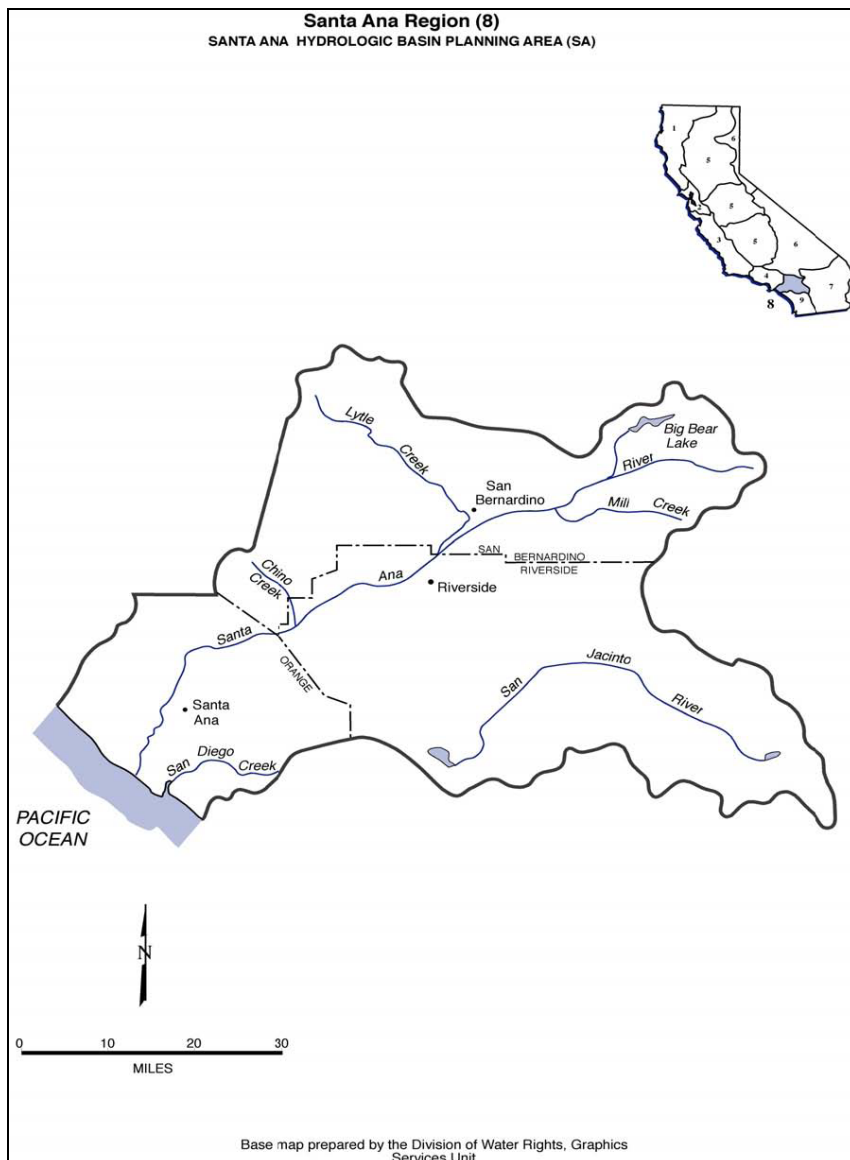 Santa Ana Region (8)
SANTA ANA HYDROLOGIC BASIN PLANNING AREA (SA)
1
6
5
2
5
3
5
6
4
7
9
8
Lytle
Creek
Big Bear
Lake
River
San
Bernardino
Mili
Creek
SAN
BERNARDINO
RIVERSIDE
Chino
Creek
Ana
Riverside
Santa
ORANGE
San
Jacinto
River
Santa
Ana
San
Diego
Creek
PACIFIC
OCEAN
N
0
10
20
30
MILES
Base map prepared by the Division of Water Rights, Graphics
Services Unit